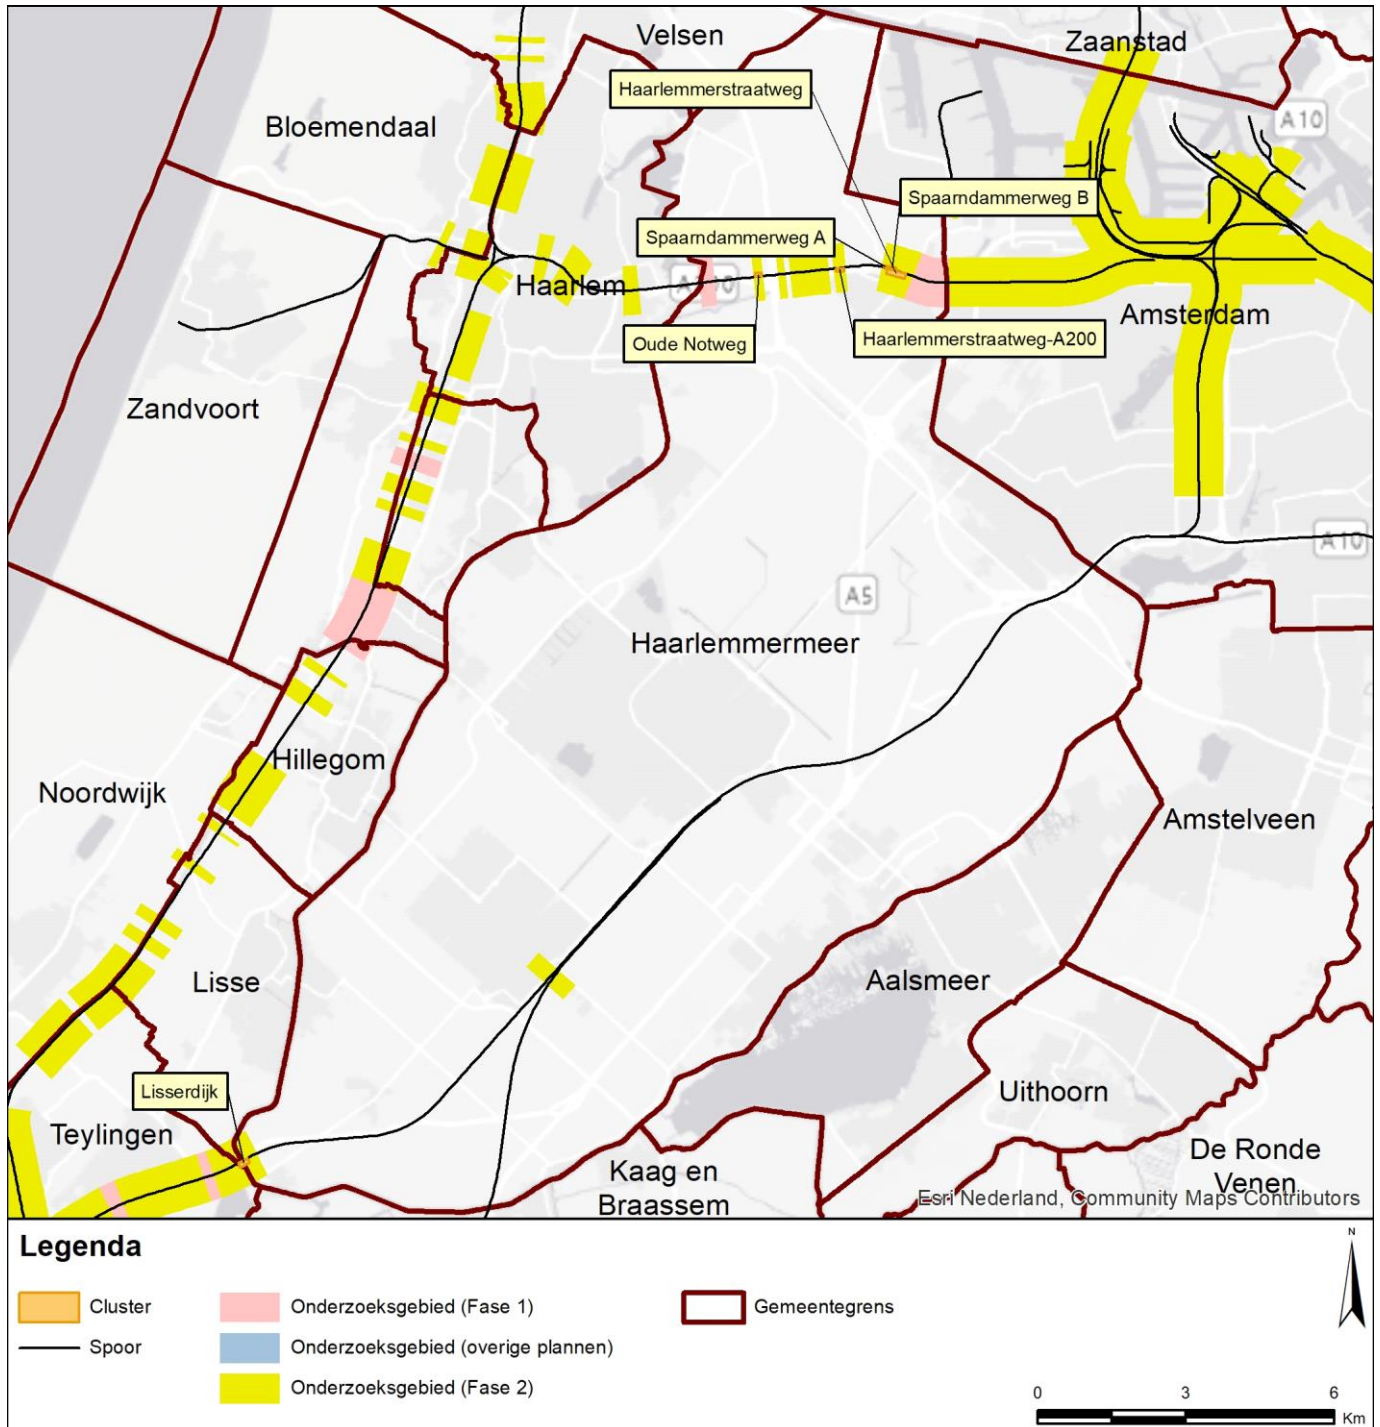 Velsen
Zaanstad
Haarlemmerstraatweg
A10
Bloemendaal
Spaarndammerweg B
Spaarndammerweg A
Haarlem
Amsterdam
Oude Notweg
Haarlemmerstraatweg-A200
Zandvoort
A10
A5
Haarlemmermeer
Hillegom
Noordwijk
Amstelveen
Lisse
Aalsmeer
Lisserdijk
Uithoorn
Teylingen
De Ronde
Venen
Kaag en
Braassem
Esri Nederland, Community Maps Contributors
Legenda
N
Cluster
Onderzoeksgebied (Fase 1)
Gemeentegrens
Spoor
Onderzoeksgebied (overige plannen)
Onderzoeksgebied (Fase 2)
0 3 6
Km